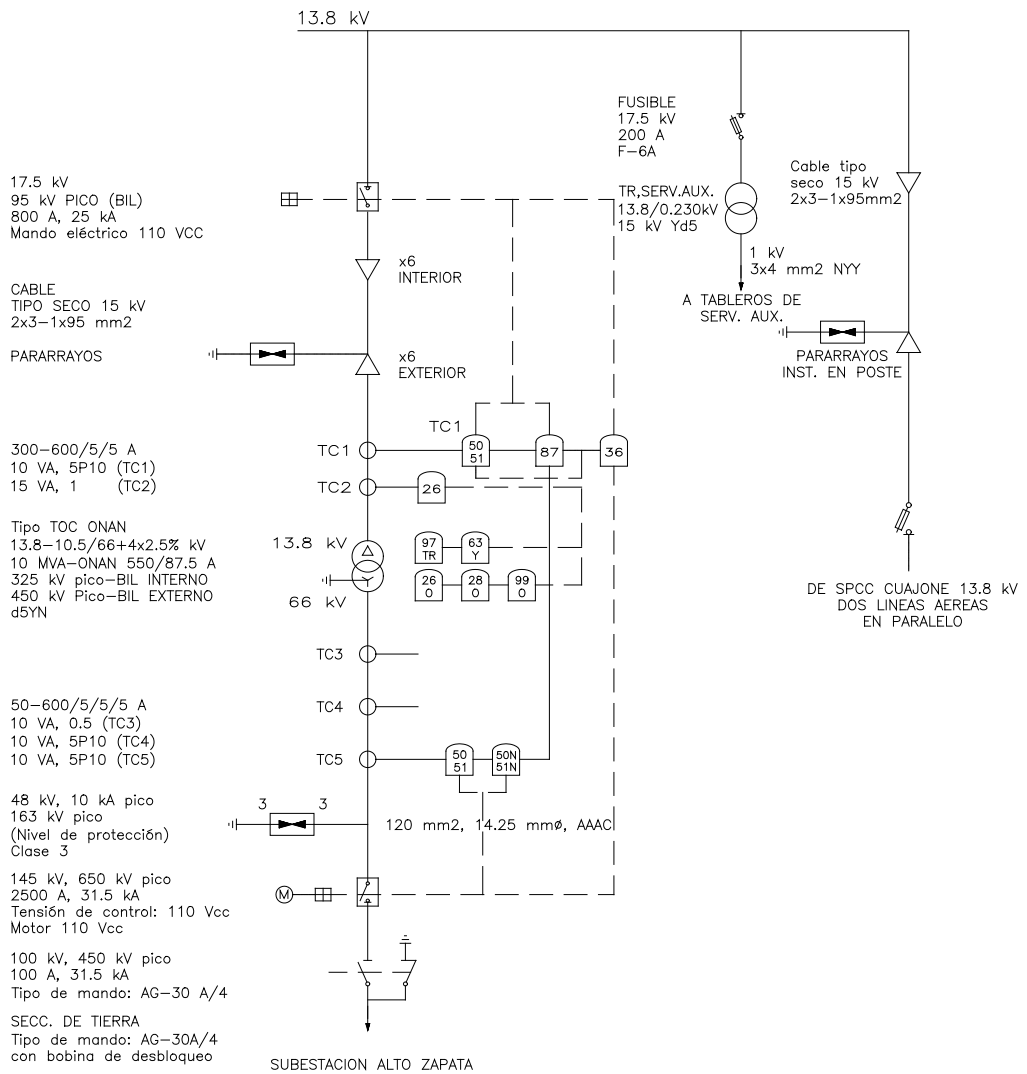 13.8 kV
FUSIBLE
17.5 kV
200 A
F-6A
Cable tipo
seco 15 kV
2x3-1x95mm2
17.5 kV
95 kV PICO (BIL)
800 A, 25 kA
Mando eléctrico 110 VCC
TR,SERV.AUX.
13.8/0.230kV
15 kV Yd5
1 kV
3x4 mm2 NYY
A TABLEROS DE
SERV. AUX.
x6
INTERIOR
CABLE
TIPO SECO 15 kV
2x3-1x95 mm2
PARARRAYOS
x6
EXTERIOR
PARARRAYOS
INST. EN POSTE
300-600/5/5 A
10 VA, 5P10 (TC1)
15 VA, 1 (TC2)
TC1
TC1
50
51
87
36
TC2
26
Tipo TOC ONAN
13.8-10.5/66+4x2.5% kV
10 MVA-ONAN 550/87.5 A
325 kV pico-BIL INTERNO
450 kV Pico-BIL EXTERNO
d5YN
13.8 kV
66 kV
97
TR
63
Y
26
0
28
0
99
0
DE SPCC CUAJONE 13.8 kV
DOS LINEAS AEREAS
EN PARALELO
TC3
TC4
TC5
50-600/5/5/5 A
10 VA, 0.5 (TC3)
10 VA, 5P10 (TC4)
10 VA, 5P10 (TC5)
50
51
50N
51N
48 kV, 10 kA pico
163 kV pico
(Nivel de protección)
Clase 3
3 3
120 mm2, 14.25 mmø, AAAC
145 kV, 650 kV pico
2500 A, 31.5 kA
Tensión de control: 110 Vcc
Motor 110 Vcc
M
100 kV, 450 kV pico
100 A, 31.5 kA
Tipo de mando: AG-30 A/4
SECC. DE TIERRA
Tipo de mando: AG-30A/4
con bobina de desbloqueo
SUBESTACION ALTO ZAPATA